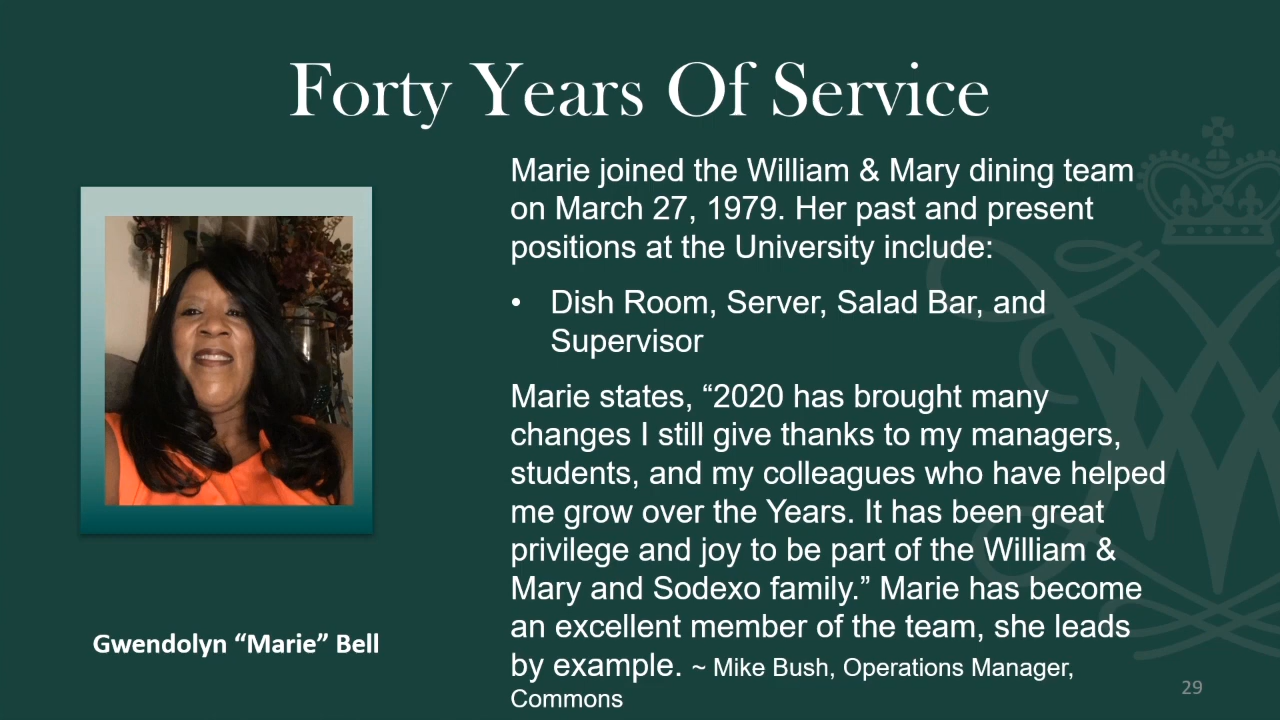 Forty Years Of Service
Marie joined the William & Mary dining team
on March 27, 1979. Her past and present
positions at the University include:
• Dish Room, Server, Salad Bar, and
Supervisor
Marie states, “2020 has brought many
changes I still give thanks to my managers,
students, and my colleagues who have helped
me grow over the Years. It has been great
privilege and joy to be part of the William &
Mary and Sodexo family.” Marie has become
an excellent member of the team, she leads
by example. ~ Mike Bush, Operations Manager,
Commons
Gwendolyn “Marie” Bell
29